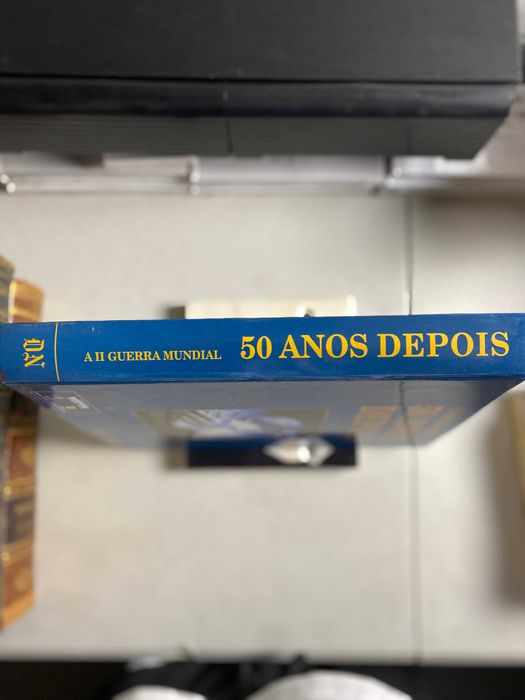 DN
A II GUERRA MUNDIAL
50 ANOS DEPOIS